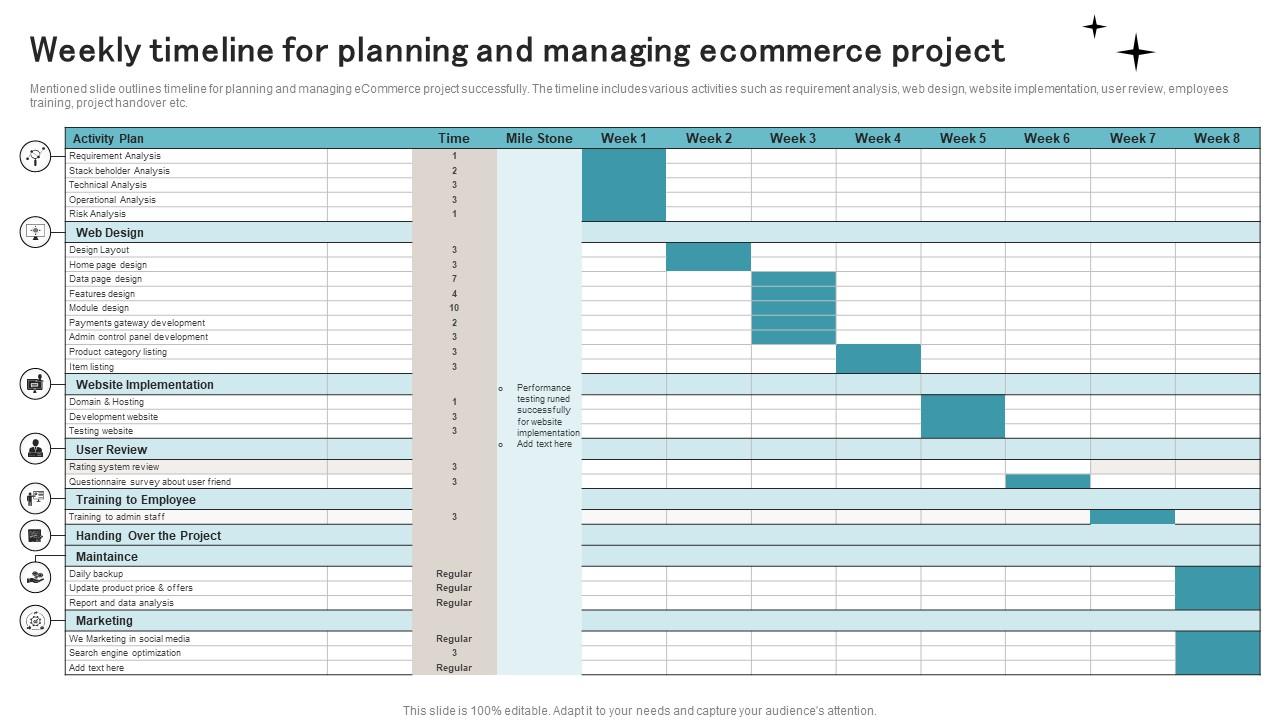 Weekly timeline for planning and managing ecommerce project
Mentioned slide outlines timeline for planning and managing eCommerce project successfully. The timeline includes various activities such as requirement analysis, web design, website implementation, user review, employees
training, project handover etc.
Activity Plan Time Mile Stone Week 1 Week 2 Week 3 Week 4 Week 5 Week 6 Week 7 Week 8
Requirement Analysis 1
Stack beholder Analysis 2
Technical Analysis 3
Operational Analysis 3
Risk Analysis 1
Web Design
Design Layout 3
Home page design 3
Data page design 7
Features design 4
Module design 10
Payments gateway development 2
Admin control panel development 3
Product category listing 3
Item listing 3
Website Implementation
Domain & Hosting 1
Development website 3
Testing website 3
User Review
Rating system review 3
Questionnaire survey about user friend 3
Training to Employee
Training to admin staff 3
Handing Over the Project
Maintaince
Daily backup Regular
Update product price & offers Regular
Report and data analysis Regular
Marketing
We Marketing in social media Regular
Search engine optimization 3
Add text here Regular
Performance
testing runed
successfully
for website
implementation
Add text here
This slide is 100% editable. Adapt it to your needs and capture your audience's attention.